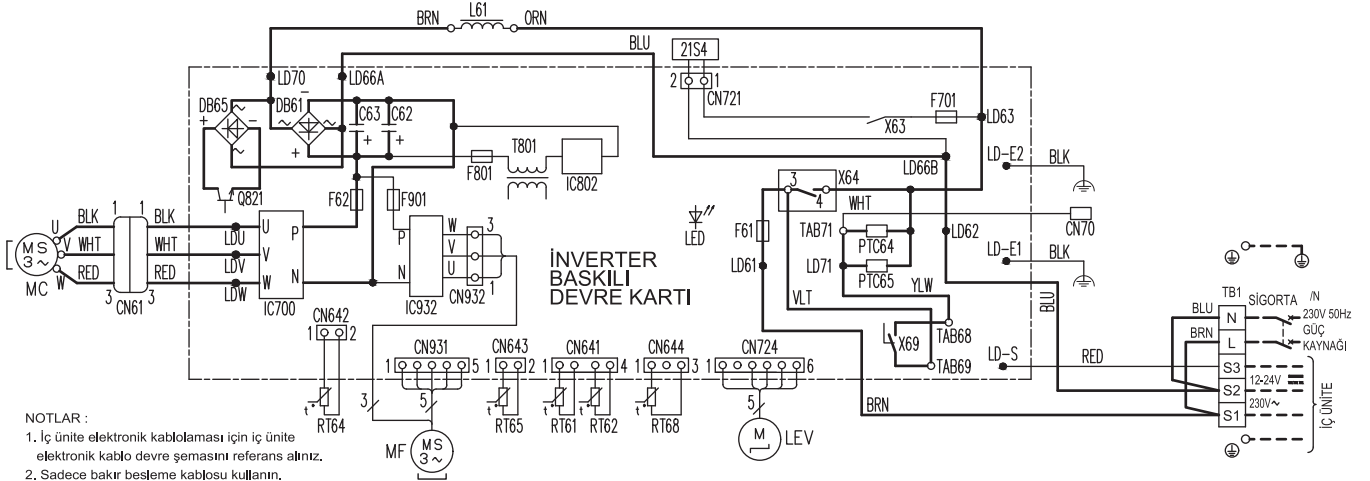 BRN L61 ORN
BLU
21S4
2 1
CN721
LD70
LD66A
DB65
DB61
C63
C62
F701
X63
LD63
T801
F801
IC802
LD66B
LD-E2
BLK
Q821
F62
F901
3
4
X64
WHT
CN70
LED
F61
TAB71
PTC64
LD62
LD61
LD71
PTC65
YLW
LD-E1
BLK
U
BLK
1 1
BLK
LDU
U
P
MS
3~
V
WHT
WHT
LDV
V
W
RED
RED
LDW
W
N
MC
3
3
CN61
IC700
P
N
W
V
U
3
1
IC932
CN932
İNVERTER
BASKILI
DEVRE KARTI
VLT
BLU
TAB68
X69
TAB69
LD-S
RED
TB1
SİGORTA
/N
230V 50Hz
GÜÇ
KAYNAĞI
BLU
N
BRN
L
S3
12-24V
S2
230V~
S1
İÇ ÜNİTE
CN642
1 2
CN931
1 5
CN643
1 2
CN641
1 4
CN644
1 3
CN724
1 6
t°
RT64
3
5
t°
RT65
t°
RT61
t°
RT62
t°
RT68
5
BRN
MF
MS
3~
M
LEV
NOTLAR :
1. İç ünite elektronik kablolaması için iç ünite
elektronik kablo devre şemasını referans alınız.
2. Sadece bakır besleme kablosu kullanın.